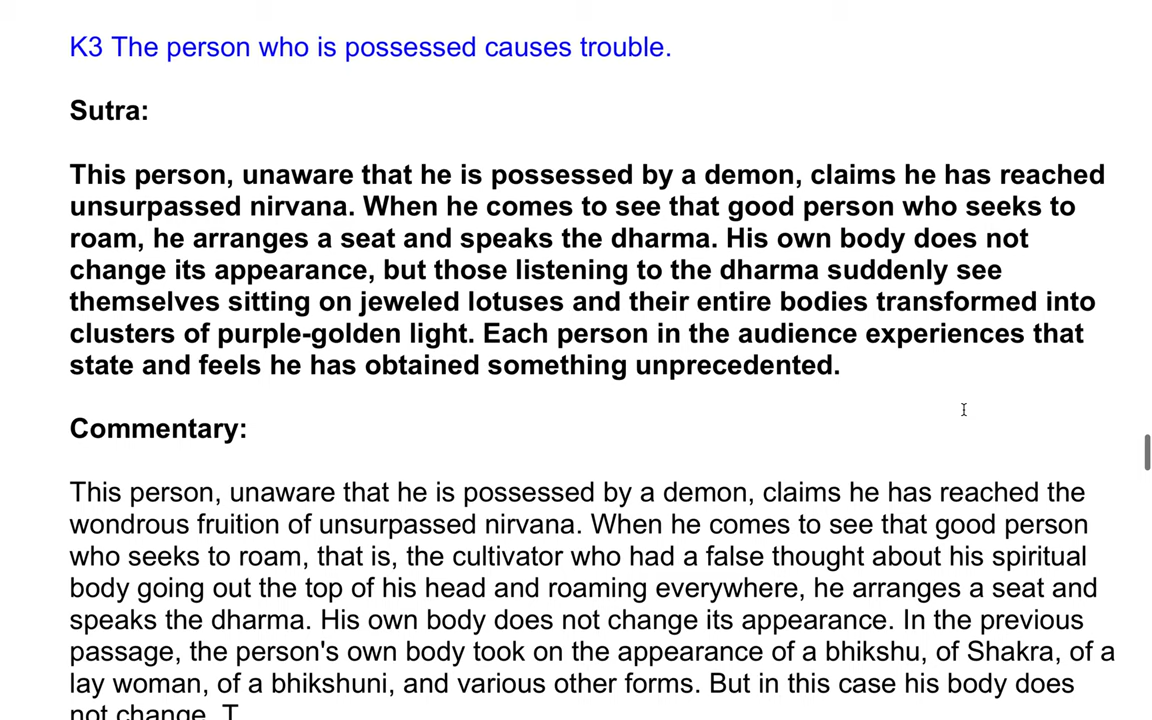 K3 The person who is possessed causes trouble.
Sutra:
This person, unaware that he is possessed by a demon, claims he has reached
unsurpassed nirvana. When he comes to see that good person who seeks to
roam, he arranges a seat and speaks the dharma. His own body does not
change its appearance, but those listening to the dharma suddenly see
themselves sitting on jeweled lotuses and their entire bodies transformed into
clusters of purple-golden light. Each person in the audience experiences that
state and feels he has obtained something unprecedented.
Commentary:
This person, unaware that he is possessed by a demon, claims he has reached the
wondrous fruition of unsurpassed nirvana. When he comes to see that good person
who seeks to roam, that is, the cultivator who had a false thought about his spiritual
body going out the top of his head and roaming everywhere, he arranges a seat and
speaks the dharma. His own body does not change its appearance. In the previous
passage, the person's own body took on the appearance of a bhikshu, of Shakra, of a
lay woman, of a bhikshuni, and various other forms. But in this case his body does
not change. T